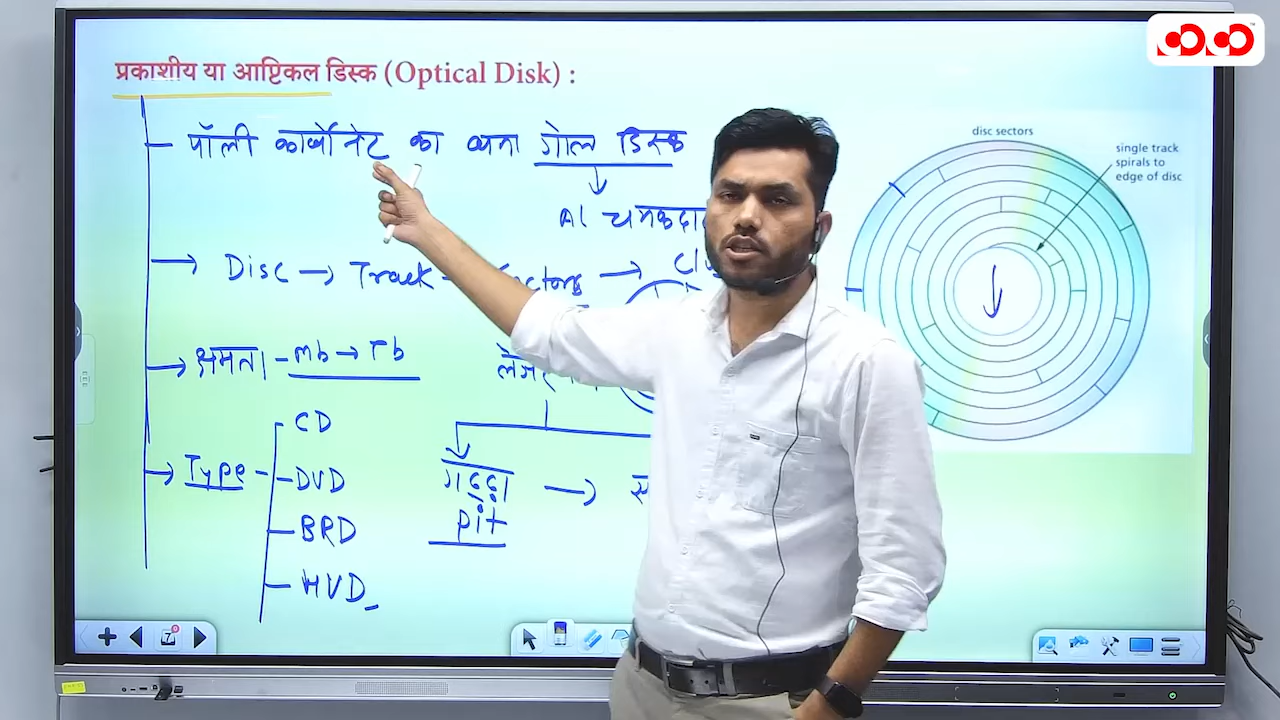 प्रकाशीय या आप्टिकल डिस्क (Optical Disk) :
पॉली कार्बोनेट का बना गोल डिस्क
Al चमकदार
Disc → Track
क्षमता - Mb → Tb
Type - CD
DVD
BRD
HVD
गढ्ढा →
pit
disc sectors
single track
spirals to
edge of disc